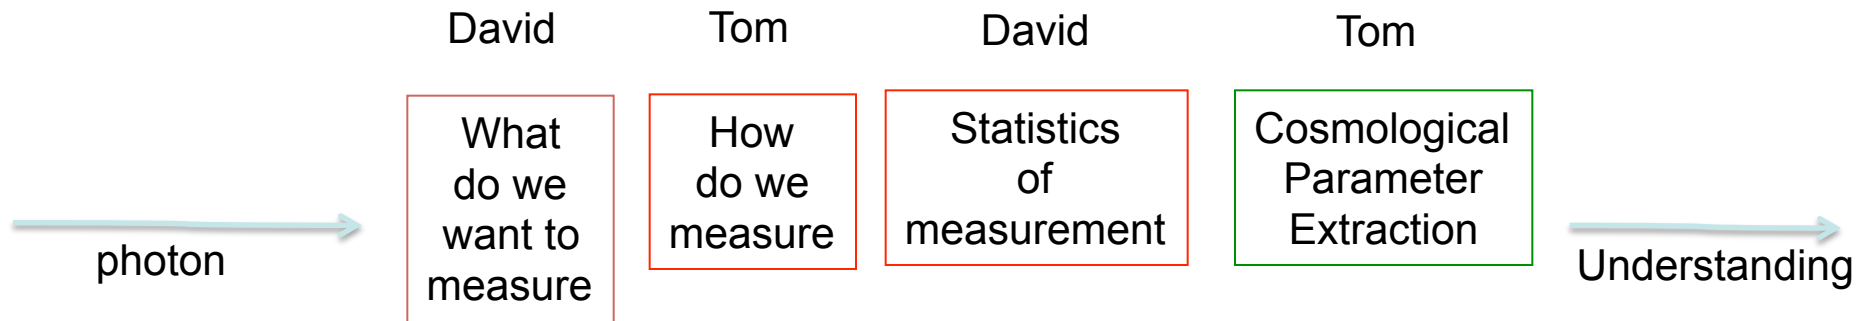 David
Tom
David
Tom
photon
What
do we
want to
measure
How
do we
measure
Statistics
of
measurement
Cosmological
Parameter
Extraction
Understanding